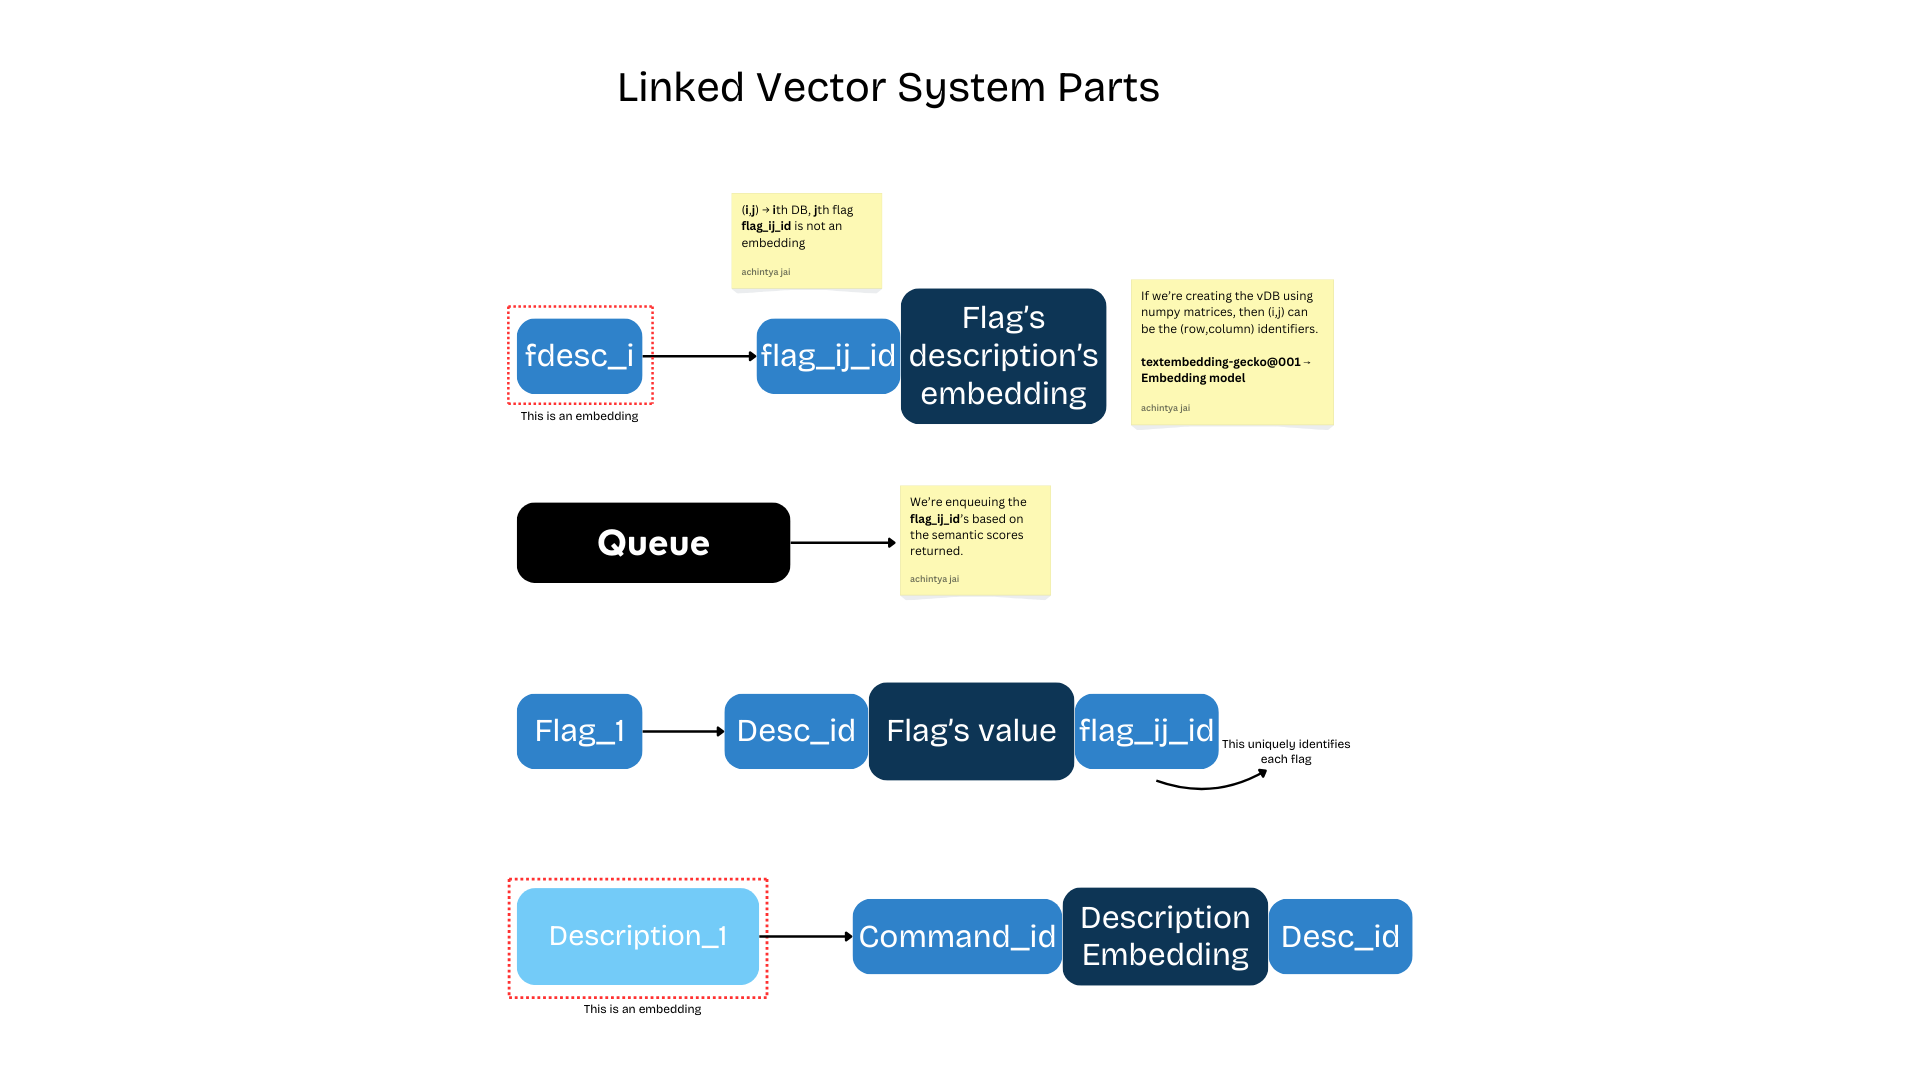 Linked Vector System Parts
(i,j) → ith DB, jth flag
flag_ij_id is not an
embedding
achintya jai
If we’re creating the vDB using
numpy matrices, then (i,j) can
be the (row,column) identifiers.
textembedding-gecko@001→
Embedding model
achintya jai
fdesc_i
flag_ij_id
Flag’s
description’s
embedding
This is an embedding
Queue
We’re enqueuing the
flag_ij_id’s based on
the semantic scores
returned.
achintya jai
Flag_1
Desc_id
Flag’s value
flag_ij_id
This uniquely identifies
each flag
Description_1
Command_id
Description
Embedding
Desc_id
This is an embedding